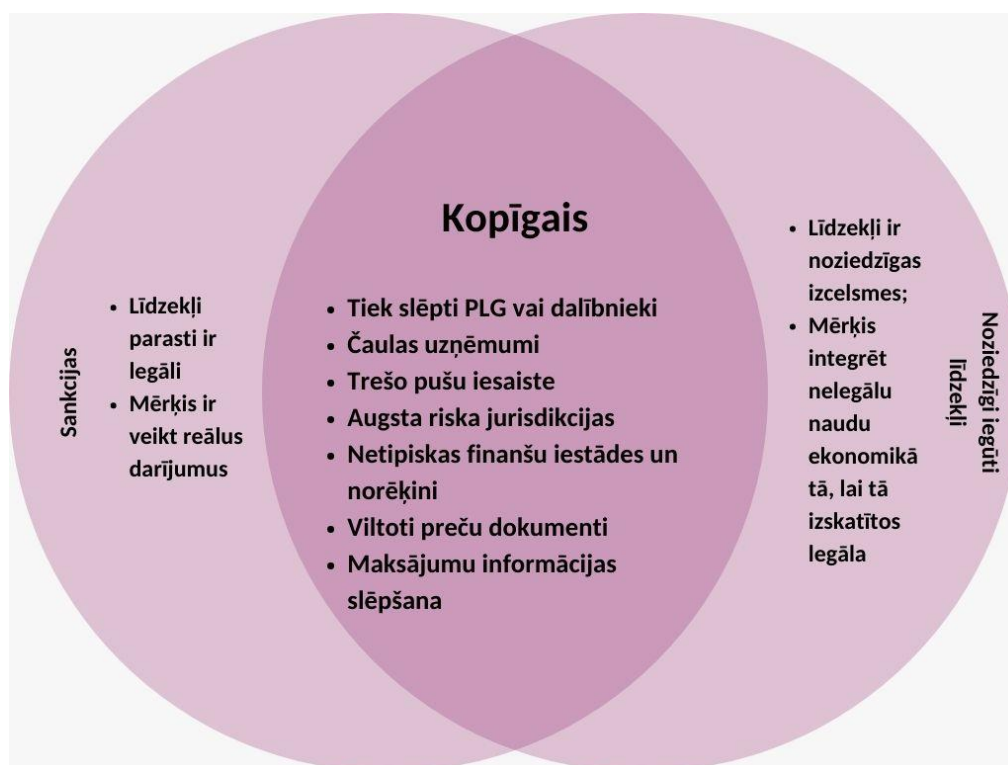 Sankcijas
• Līdzekļi
parasti ir
legāli
• Mērķis ir
veikt reālus
darījumus
Kopīgais
• Tiek slēpti PLG vai dalībnieki
• Čaulas uzņēmumi
• Trešo pušu iesaiste
• Augsta riska jurisdikcijas
• Netipiskas finanšu iestādes un
norēķini
• Viltoti preču dokumenti
• Maksājumu informācijas
slēpšana
• Līdzekļi ir
noziedzīgas
izcelsmes;
• Mērķis
integrēt
nelegālu
naudu
ekonomikā
tā, lai tā
izskatītos
legāla
Noziedzīgi iegūti
līdzekļi